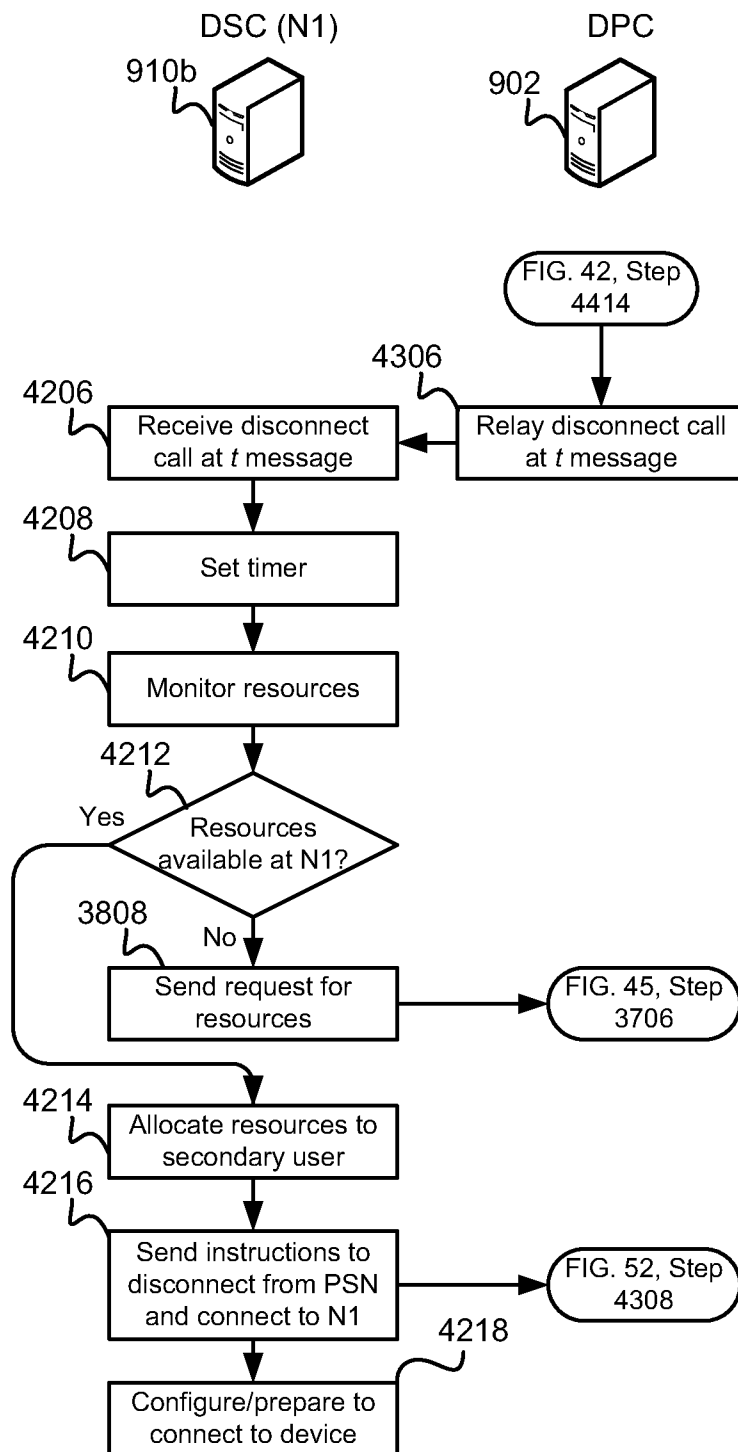 DSC (N1)
DPC
910b
902
FIG. 42, Step
4414
4306
4206
Relay disconnect call
at t message
Receive disconnect
call at t message
4208
Set timer
4210
Monitor resources
4212
Yes
Resources
available at N1?
3808
No
Send request for
resources
FIG. 45, Step
3706
4214
Allocate resources to
secondary user
4216
Send instructions to
disconnect from PSN
and connect to N1
FIG. 52, Step
4308
4218
Configure/prepare to
connect to device